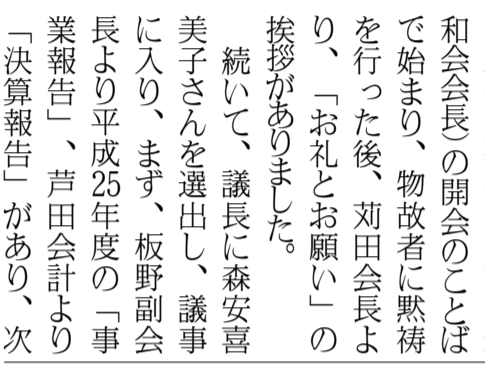 和会会長）の開会のことば
で始まり、物故者に黙祷
を行った後、苅田会長よ
り、「お礼とお願い」の
挨拶がありました。
続いて、議長に森安喜
美子さんを選出し、議事
に入り、まず、板野副会
長より平成25年度の「事
業報告」、芦田会計より
「決算報告」があり、次